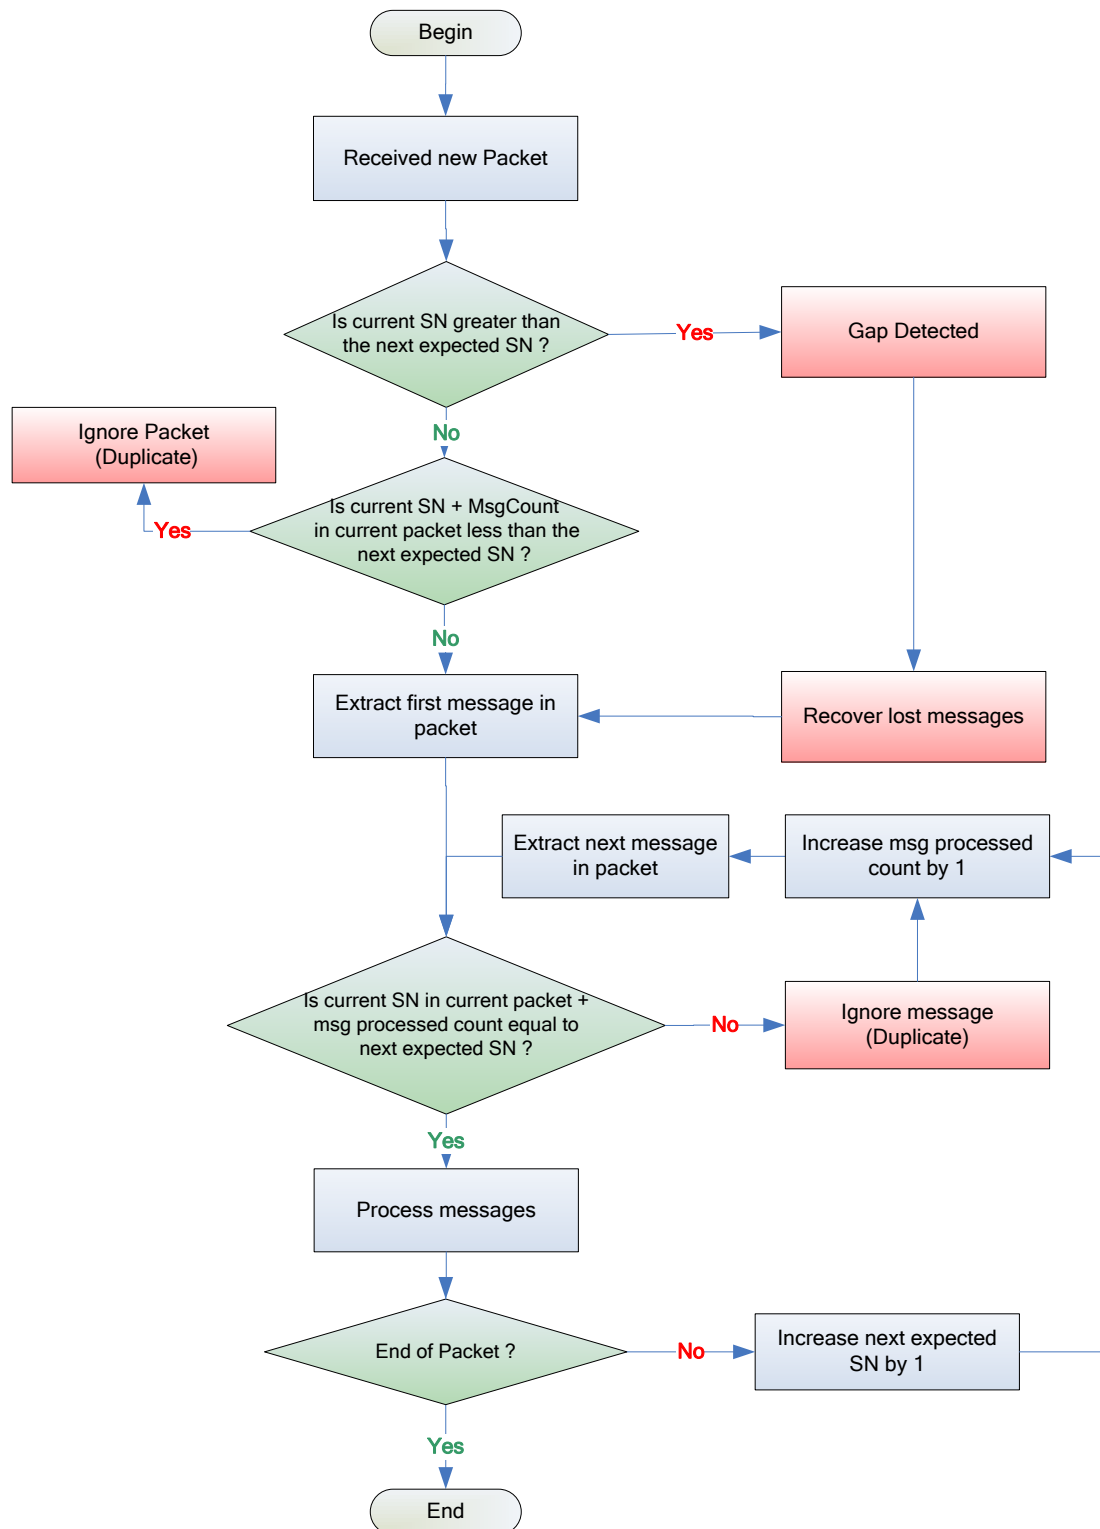 Begin
Received new Packet
Is current SN greater than
the next expected SN ?
Yes
Gap Detected
No
Ignore Packet
(Duplicate)
Is current SN + MsgCount
in current packet less than the
next expected SN ?
Yes
No
Extract first message in
packet
Recover lost messages
Extract next message
in packet
Increase msg processed
count by 1
Is current SN in current packet +
msg processed count equal to
next expected SN ?
No
Ignore message
(Duplicate)
Yes
Process messages
End of Packet ?
No
Increase next expected
SN by 1
Yes
End